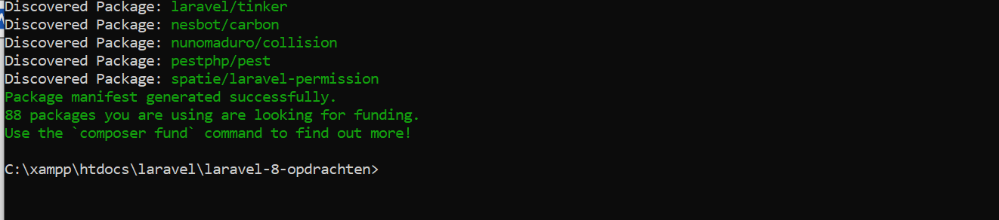 Discovered Package: laravel/tinker
Discovered Package: nesbot/carbon
Discovered Package: nunomaduro/collision
Discovered Package: pestphp/pest
Discovered Package: spatie/laravel-permission
Package manifest generated successfully.
88 packages you are using are looking for funding.
Use the `composer fund` command to find out more!
C:\xampp\htdocs\laravel\laravel-8-opdrachten>